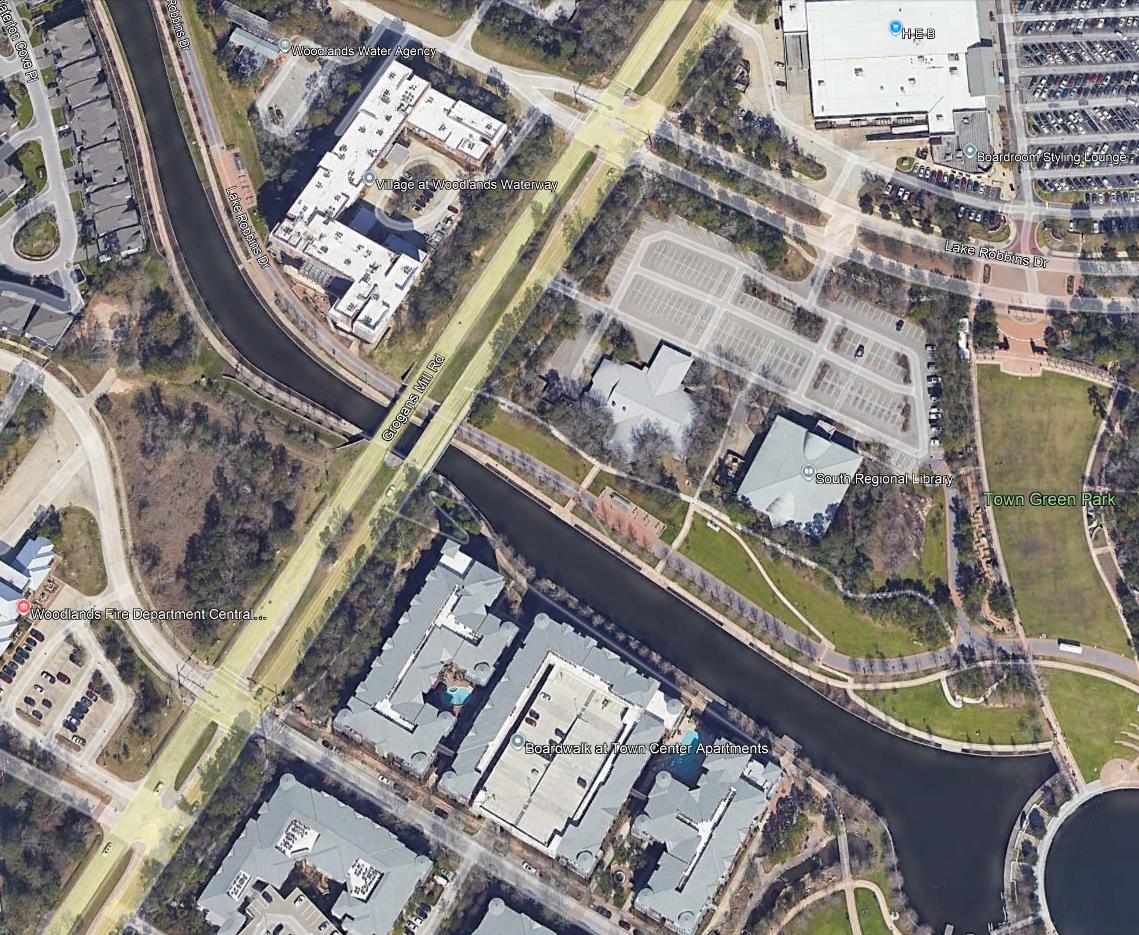 H-E-B
Woodlands Water Agency
Robbins Dr
Boardroom Styling Lounge
Village at Woodlands Waterway
Lake Robbins Dr
Lake Robbins Dr
Grogans Mill Rd
South Regional Library
Town Green Park
Woodlands Fire Department Central...
Boardwalk at Town Center Apartments